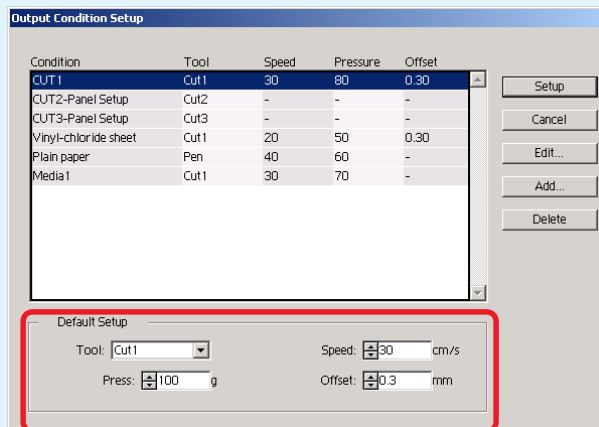 Output Condition Setup
Condition Tool Speed Pressure Offset
CUT1 Cut1 30 80 0.30
CUT2-Panel Setup Cut2 - - -
CUT3-Panel Setup Cut3 - - -
Vinyl-chloride sheet Cut1 20 50 0.30
Plain paper Pen 40 60 -
Media1 Cut1 30 70 -
Setup
Cancel
Edit...
Add...
Delete
Default Setup
Tool: Cut1 Speed: 30 cm/s
Press: 100 g Offset: 0.3 mm